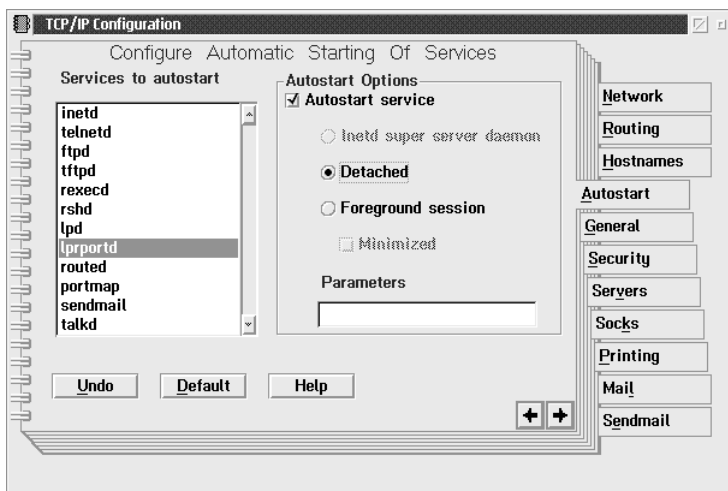 TCP/IP Configuration
Configure Automatic Starting Of Services
Services to autostart
inetd
telnetd
ftpd
tftpd
rexecd
rshd
lpd
lprportd
routed
portmap
sendmail
talkd
Autostart Options
Autostart service
Inetd super server daemon
Detached
Foreground session
Minimized
Parameters
Undo
Default
Help
Network
Routing
Hostnames
Autostart
General
Security
Servers
Socks
Printing
Mail
Sendmail